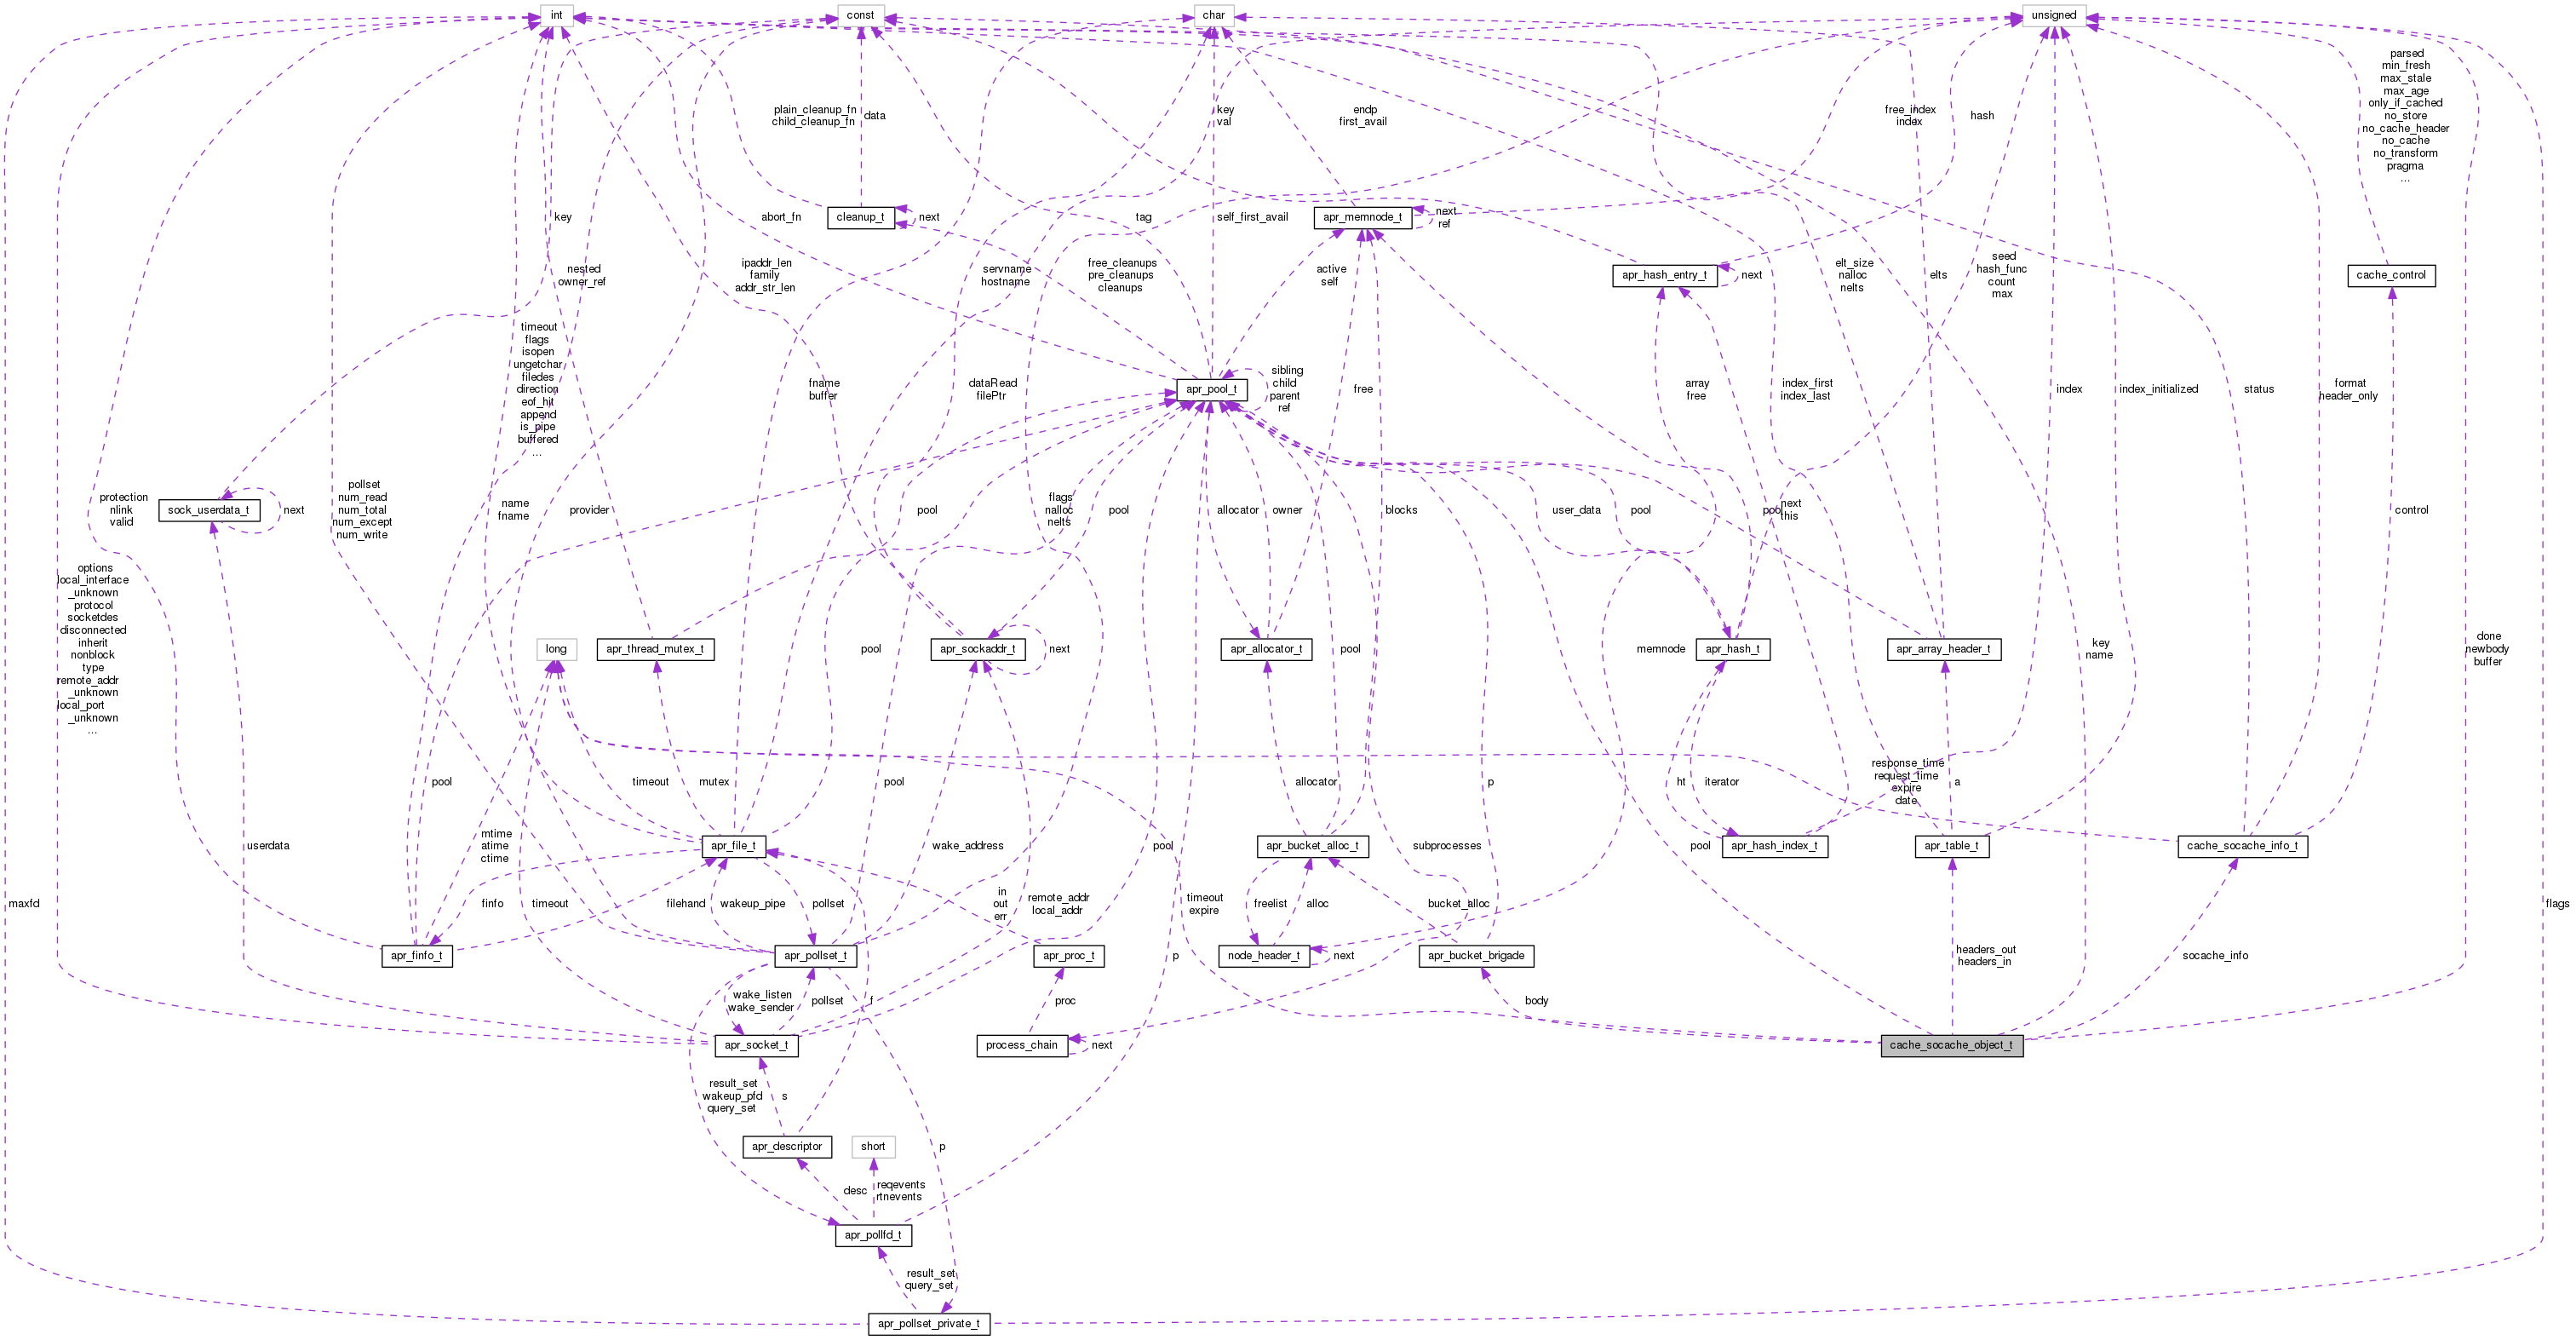 int
const
char
unsigned
parsed
min_fresh
max_stale
max_age
only_if_cached
no_store
no_cache_header
no_cache
no_transform
pragma
...
plain_cleanup_fn
child_cleanup_fn
data
key
val
endp
first_avail
free_index
index
hash
key
abort_fn
cleanup_t
next
tag
self_first_avail
apr_memnode_t
next
ref
nested
owner_ref
ipaddr_len
family
addr_str_len
servname
hostname
free_cleanups
pre_cleanups
cleanups
active
self
apr_hash_entry_t
next
elt_size
nalloc
nelts
elts
seed
hash_func
count
max
cache_control
timeout
flags
isopen
ungetchar
filedes
direction
eof_hit
append
is_pipe
buffered
...
fname
buffer
dataRead
filePtr
apr_pool_t
sibling
child
parent
ref
free
array
free
index_first
index_last
index
index_initialized
status
format
header_only
protection
nlink
valid
sock_userdata_t
next
pollset
num_read
num_total
num_except
num_write
name
fname
provider
pool
flags
nalloc
nelts
pool
allocator
owner
blocks
user_data
pool
pool
next
this
control
options
local_interface
_unknown
protocol
socketdes
disconnected
inherit
nonblock
type
remote_addr
_unknown
local_port
_unknown
...
long
apr_thread_mutex_t
pool
apr_sockaddr_t
next
apr_allocator_t
pool
memnode
apr_hash_t
apr_array_header_t
key
name
done
newbody
buffer
pool
timeout
mutex
pool
allocator
p
ht
iterator
response_time
request_time
expire
date
a
userdata
mtime
atime
ctime
apr_file_t
wake_address
pool
apr_bucket_alloc_t
subprocesses
pool
apr_hash_index_t
apr_table_t
cache_socache_info_t
maxfd
finfo
timeout
filehand
wakeup_pipe
pollset
in
out
err
remote_addr
local_addr
timeout
expire
freelist
alloc
bucket_alloc
flags
apr_finfo_t
apr_pollset_t
apr_proc_t
p
node_header_t
next
apr_bucket_brigade
headers_out
headers_in
socache_info
wake_listen
wake_sender
pollset
f
proc
body
apr_socket_t
process_chain
next
cache_socache_object_t
result_set
wakeup_pfd
query_set
s
apr_descriptor
short
p
desc
reqevents
rtnevents
apr_pollfd_t
result_set
query_set
apr_pollset_private_t